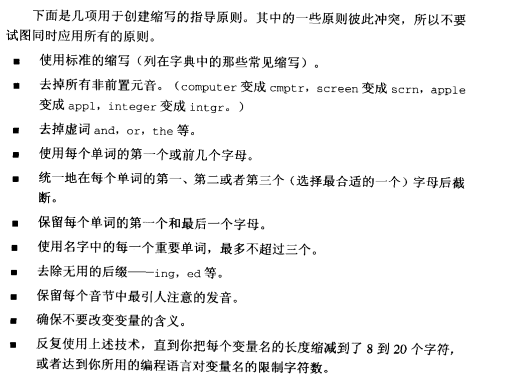 下面是几项用于创建缩写的指导原则。其中的一些原则彼此冲突,所以不要
试图同时应用所有的原则。
■ 使用标准的缩写(列在字典中的那些常见缩写)。
■ 去掉所有非前置元音。(computer 变成 cmptr,screen 变成 scrn,apple
变成 appl,integer 变成 intgr。)
■ 去掉虚词 and,or,the 等。
■ 使用每个单词的第一个或前几个字母。
■ 统一地在每个单词的第一、第二或者第三个(选择最合适的一个)字母后截
断。
■ 保留每个单词的第一个和最后一个字母。
■ 使用名字中的每一个重要单词,最多不超过三个。
■ 去除无用的后缀——ing,ed 等。
■ 保留每个音节中最引人注意的发音。
■ 确保不要改变变量的含义。
■ 反复使用上述技术,直到你把每个变量名的长度缩减到了 8 到 20 个字符,
或者达到你所用的编程语言对变量名的限制字符数。